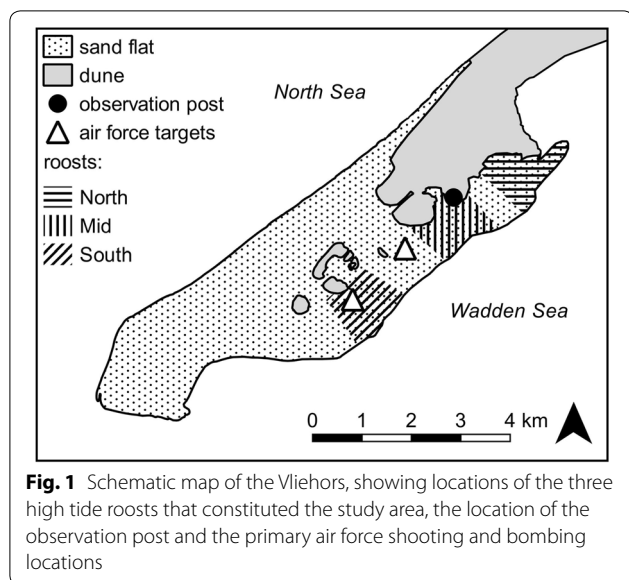 sand flat
dune
observation post
air force targets
roosts:
North
Mid
South
North Sea
Wadden Sea
0 1 2 3 4 km
Fig. 1 Schematic map of the Vliehors, showing locations of the three
high tide roosts that constituted the study area, the location of the
observation post and the primary air force shooting and bombing
locations